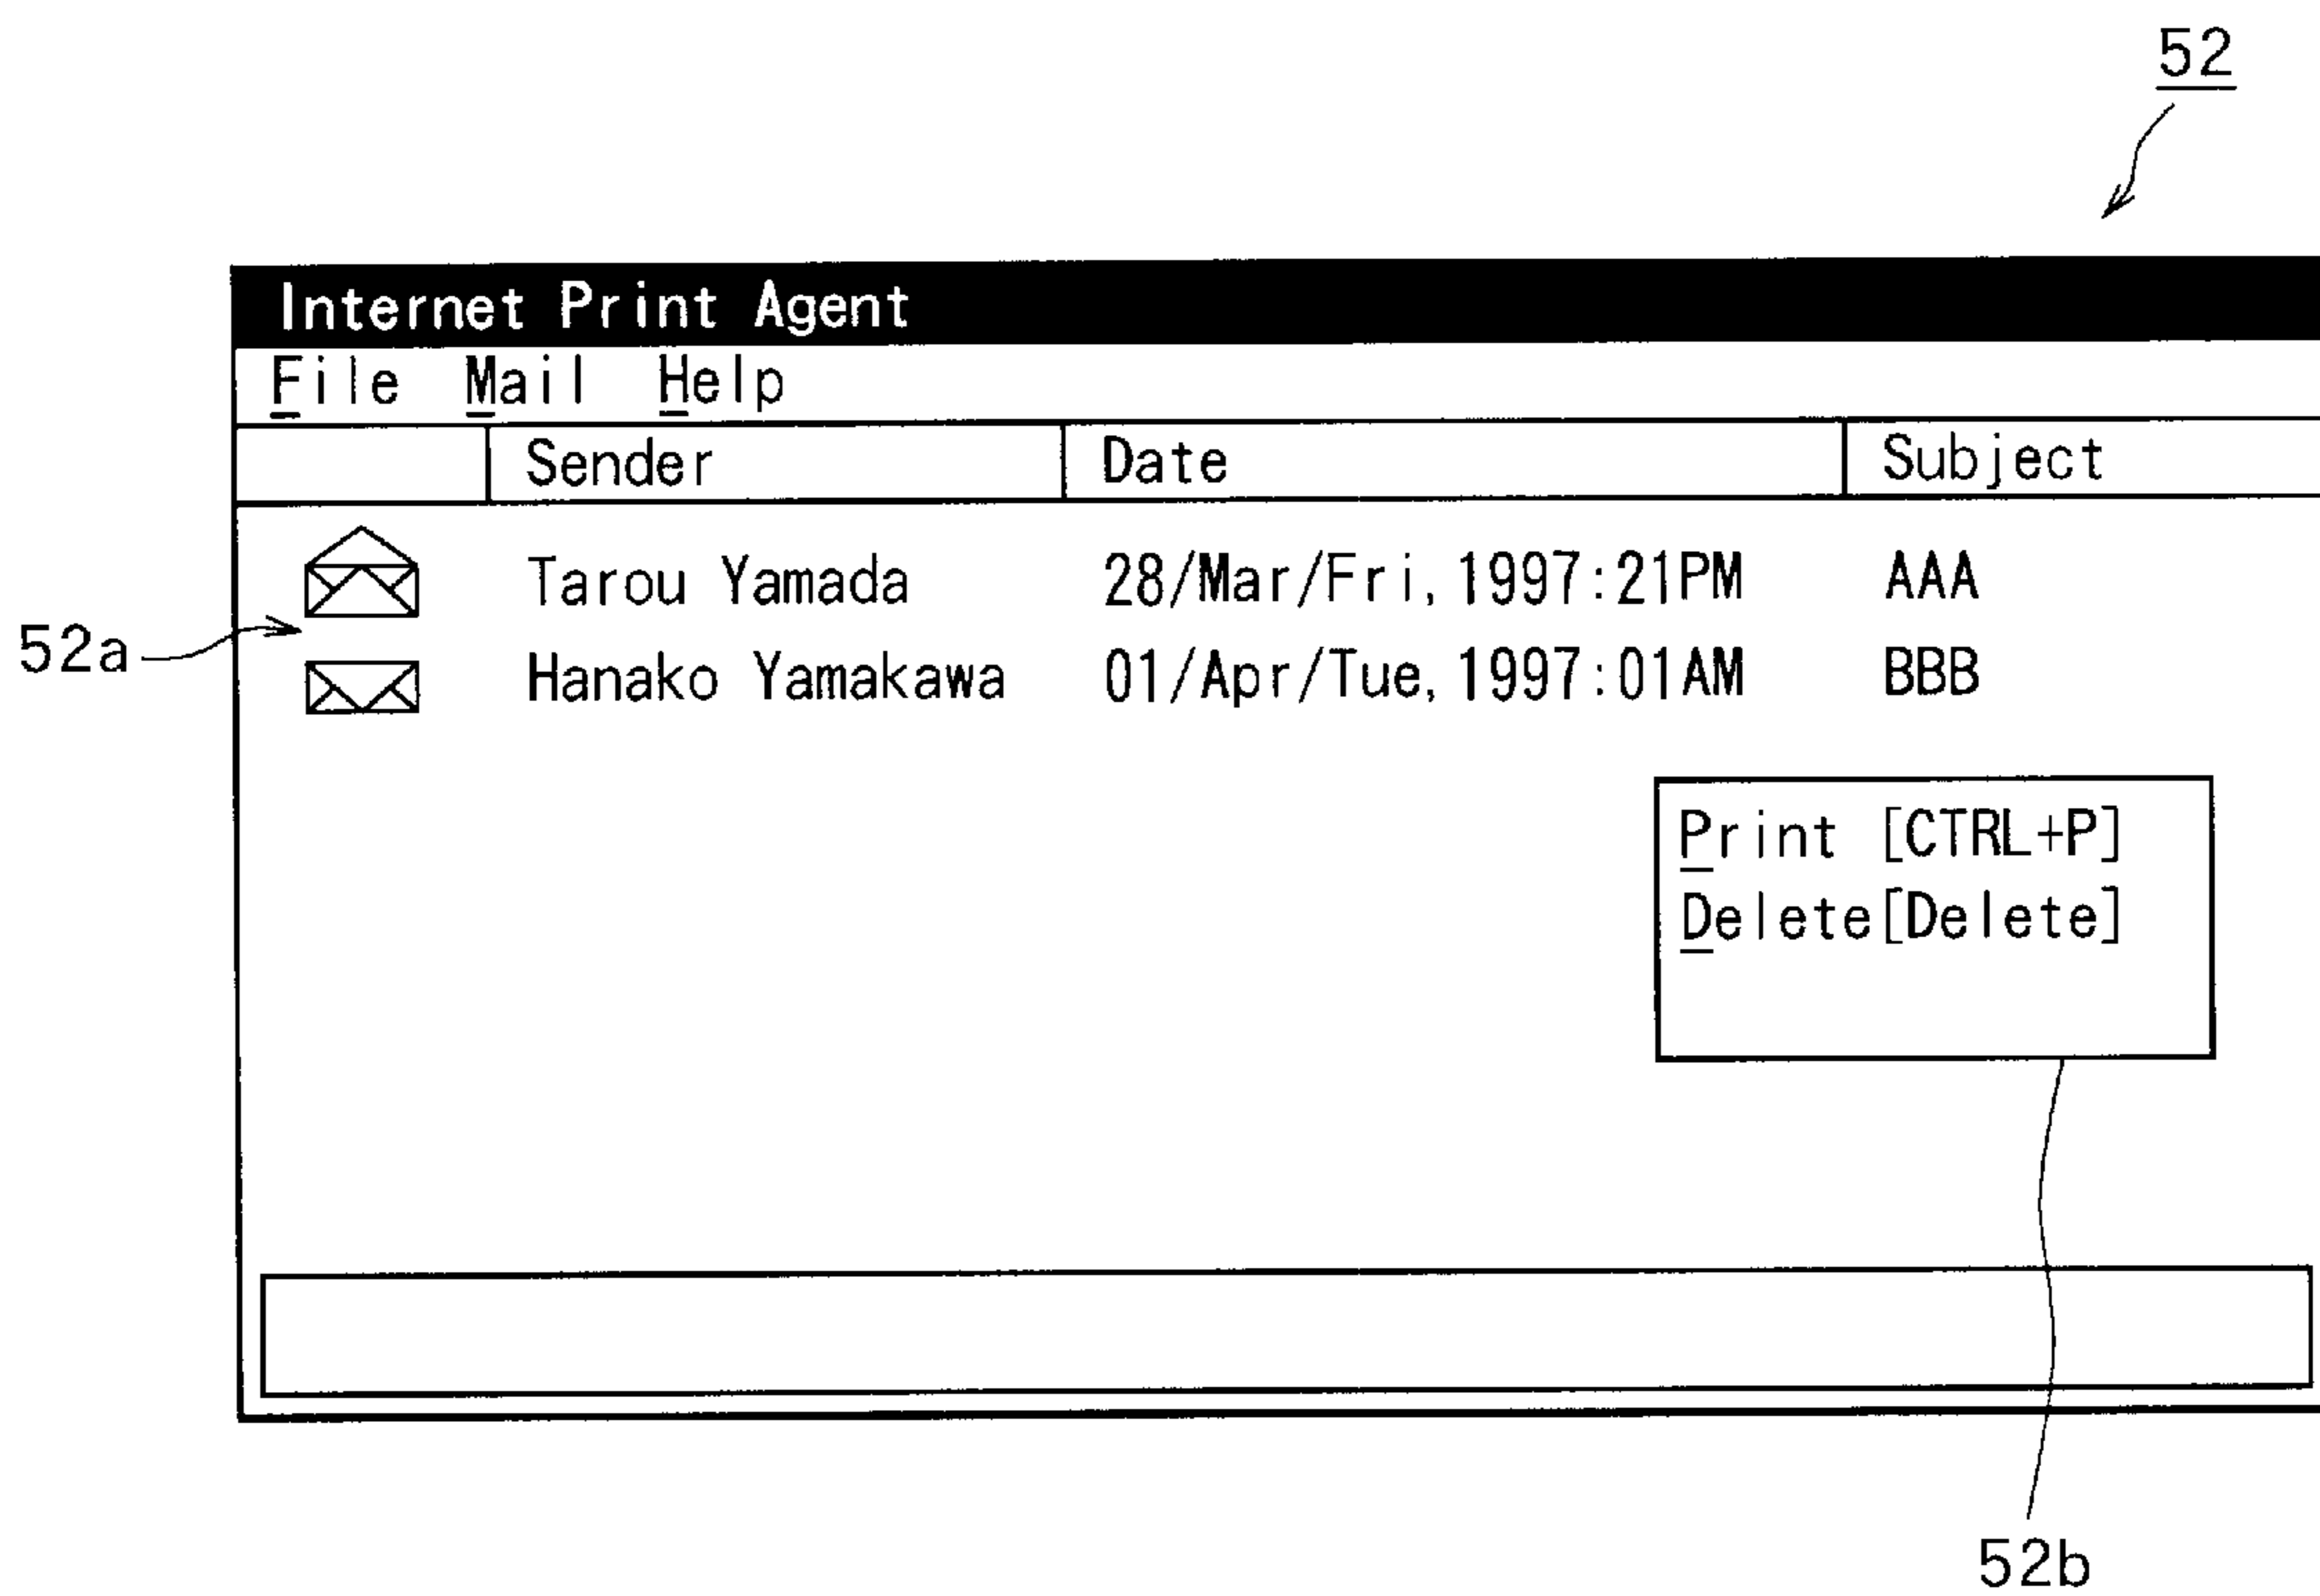 52
Internet Print Agent
File Mail Help
Sender Date Subject
Tarou Yamada 28/Mar/Fri,1997:21PM AAA
52a
Hanako Yamakawa 01/Apr/Tue,1997:01AM BBB
Print [CTRL+P]
Delete[Delete]
52b